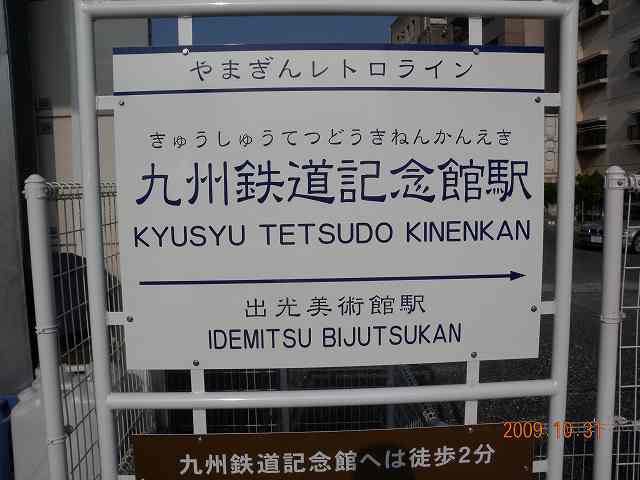 やまぎんレトロライン
きゅうしゅうてつどうきねんかんえき
九州鉄道記念館駅
KYUSYU TETSUDO KINENKAN
出光美術館駅
IDEMITSU BIJUTSUKAN
2009.10.31
九州鉄道記念館へは徒歩2分